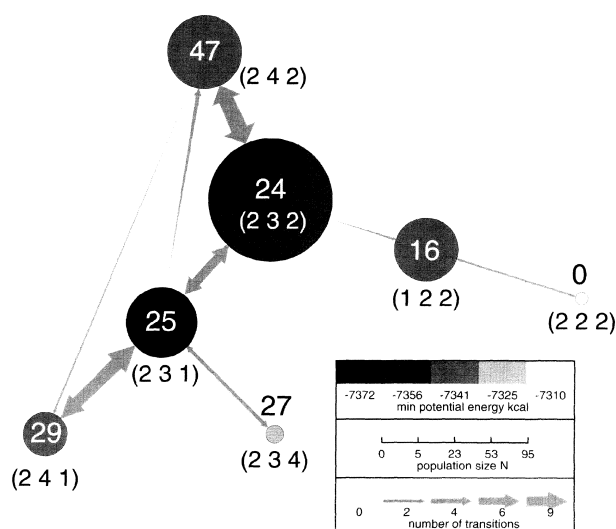 47
(2 4 2)
24
(2 3 2)
16
(1 2 2)
0
(2 2 2)
25
(2 3 1)
27
(2 3 4)
29
(2 4 1)
-7372 -7356 -7341 -7325 -7310
min potential energy kcal
0 5 23 53 95
population size N
0 2 4 6 9
number of transitions